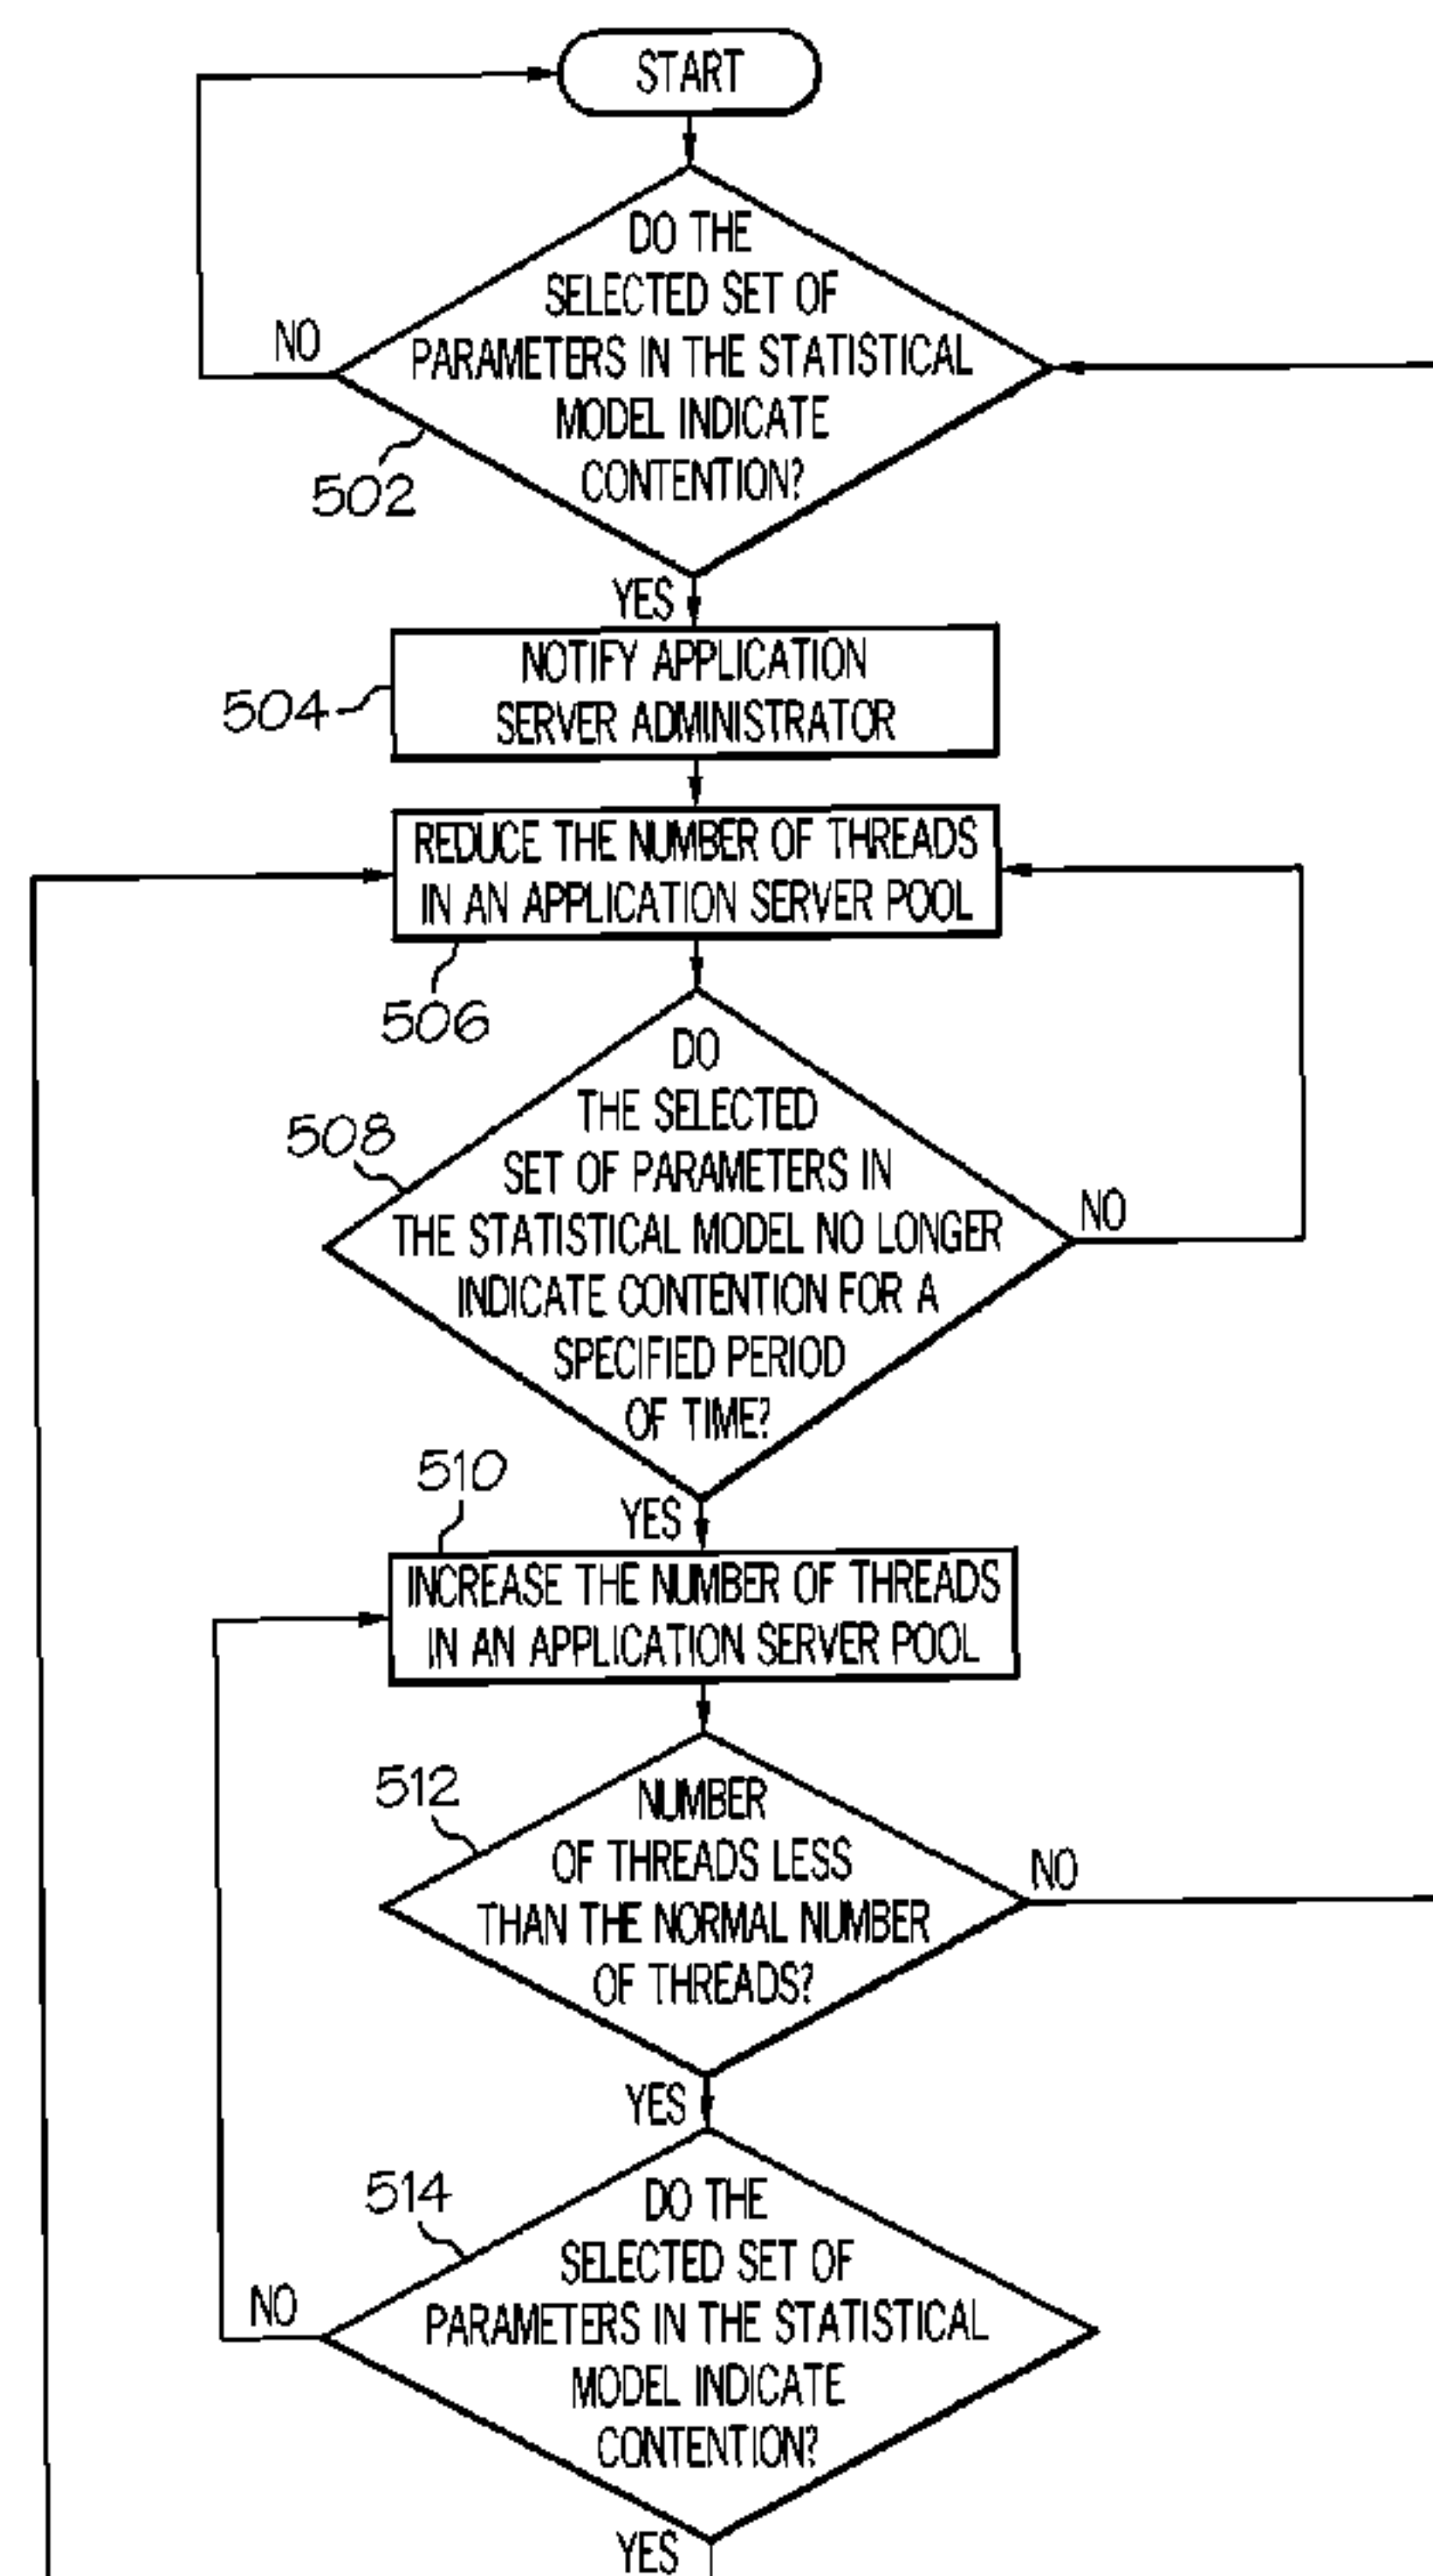 START
DO THE
SELECTED SET OF
PARAMETERS IN THE STATISTICAL
MODEL INDICATE
CONTENTION?
NO
502
YES
NOTIFY APPLICATION
SERVER ADMINISTRATOR
504
REDUCE THE NUMBER OF THREADS
IN AN APPLICATION SERVER POOL
506
DO
THE SELECTED
SET OF PARAMETERS IN
THE STATISTICAL MODEL NO LONGER
INDICATE CONTENTION FOR A
SPECIFIED PERIOD
OF TIME?
508
NO
510
YES
INCREASE THE NUMBER OF THREADS
IN AN APPLICATION SERVER POOL
512
NUMBER
OF THREADS LESS
THAN THE NORMAL NUMBER
OF THREADS?
NO
YES
514
DO THE
SELECTED SET OF
PARAMETERS IN THE STATISTICAL
MODEL INDICATE
CONTENTION?
NO
YES